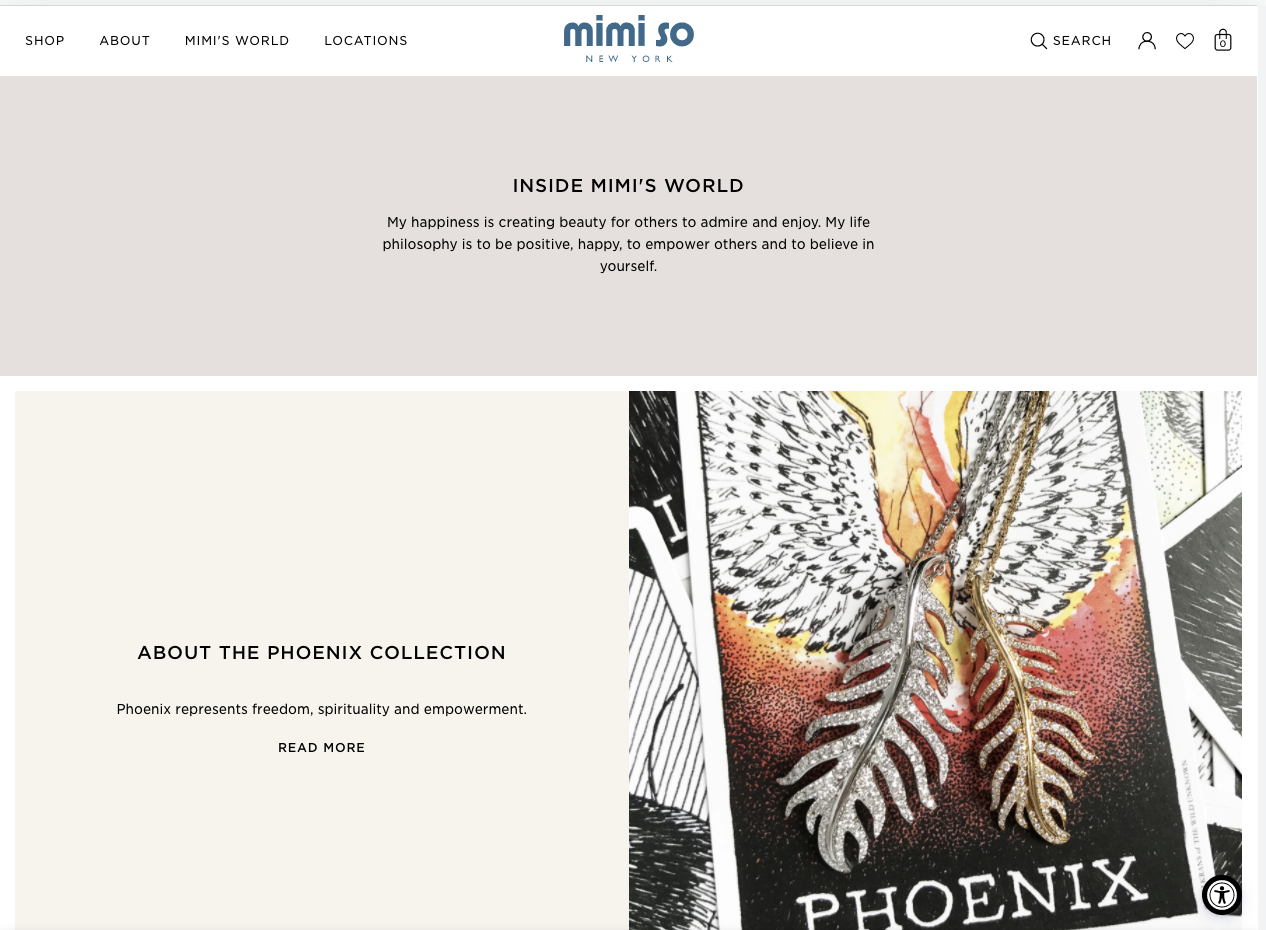 SHOP ABOUT MIMI'S WORLD LOCATIONS
mimi so
NEW YORK
SEARCH
0
INSIDE MIMI'S WORLD
My happiness is creating beauty for others to admire and enjoy. My life
philosophy is to be positive, happy, to empower others and to believe in
yourself.
ABOUT THE PHOENIX COLLECTION
Phoenix represents freedom, spirituality and empowerment.
READ MORE
PHOENIX